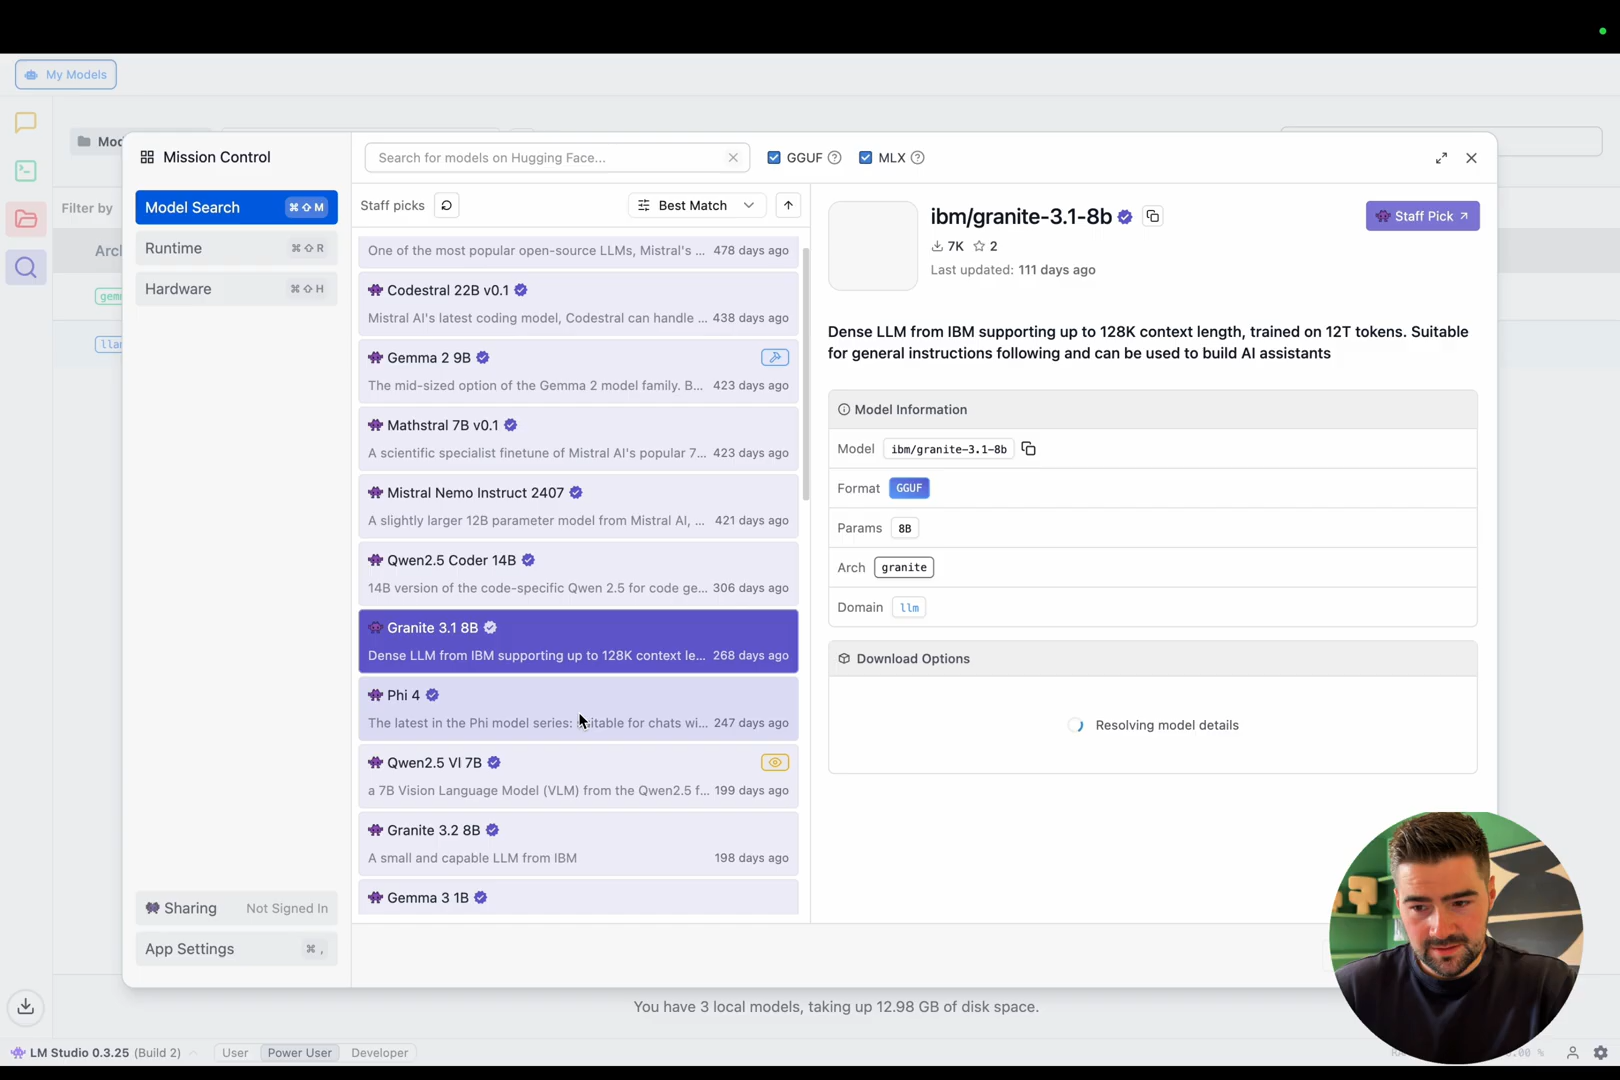 My Models
Mod
Mission Control
Search for models on Hugging Face...
GGUF
MLX
Model Search
⌘ ⇧ M
Runtime
⌘ ⇧ R
Hardware
⌘ ⇧ H
Filter by
Arc
gem
llar
Staff picks
Best Match
One of the most popular open-source LLMs, Mistral's ... 478 days ago
Codestral 22B v0.1
Mistral AI's latest coding model, Codestral can handle ... 438 days ago
Gemma 2 9B
The mid-sized option of the Gemma 2 model family. B... 423 days ago
Mathstral 7B v0.1
A scientific specialist finetune of Mistral AI's popular 7... 423 days ago
Mistral Nemo Instruct 2407
A slightly larger 12B parameter model from Mistral AI, ... 421 days ago
Qwen2.5 Coder 14B
14B version of the code-specific Qwen 2.5 for code ge... 306 days ago
Granite 3.1 8B
Dense LLM from IBM supporting up to 128K context le... 268 days ago
Phi 4
The latest in the Phi model series: suitable for chats wi... 247 days ago
Qwen2.5 Vl 7B
a 7B Vision Language Model (VLM) from the Qwen2.5 f... 199 days ago
Granite 3.2 8B
A small and capable LLM from IBM 198 days ago
Gemma 3 1B
ibm/granite-3.1-8b
Staff Pick
7K 2
Last updated: 111 days ago
Dense LLM from IBM supporting up to 128K context length, trained on 12T tokens. Suitable
for general instructions following and can be used to build AI assistants
Model Information
Model ibm/granite-3.1-8b
Format GGUF
Params 8B
Arch granite
Domain llm
Download Options
Resolving model details
Sharing Not Signed In
App Settings ⌘ ,
You have 3 local models, taking up 12.98 GB of disk space.
LM Studio 0.3.25 (Build 2)
User
Power User
Developer